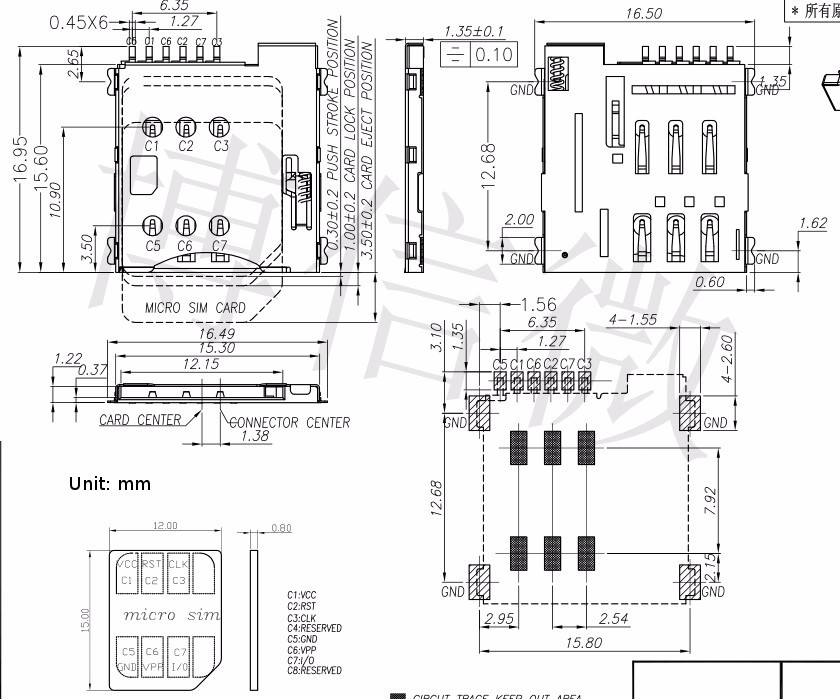 6.35
0.45X6
1.27
C5 C1 C6 C2 C7 C3
2.65
16.95
15.60
10.90
3.50
C1 C2 C3
C5 C6 C7
MICRO SIM CARD
0.30±0.2 PUSH STROKE POSITION
1.00±0.2 CARD LOCK POSITION
3.50±0.2 CARD EJECT POSITION
1.35±0.1
0.10
16.50
* 所有
GND
1.35
GND
12.68
2.00
GND
GND
1.62
0.60
博信微
16.49
15.30
12.15
1.22
0.37
CARD CENTER
CONNECTOR CENTER
1.38
1.56
6.35
4-1.55
1.27
3.10
1.35
C5 C1 C6 C2 C7 C3
4-2.60
GND
GND
12.68
7.92
2.15
GND
GND
2.95
2.54
15.80
Unit: mm
12.00
0.80
15.00
VCC RST CLK
C1 C2 C3
micro sim
C5 C6 C7
GND VPP I/O
C1:VCC
C2:RST
C3:CLK
C4:RESERVED
C5:GND
C6:VPP
C7:I/O
C8:RESERVED
CIRCUIT TRACE KEEP OUT AREA